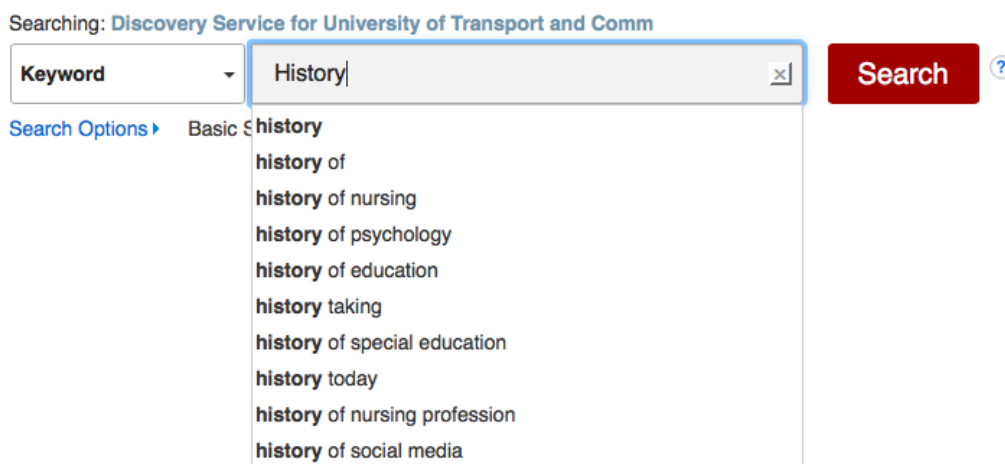 Searching: Discovery Service for University of Transport and Comm
Keyword History Search ?
Search Options Basic
history
history of
history of nursing
history of psychology
history of education
history taking
history of special education
history today
history of nursing profession
history of social media